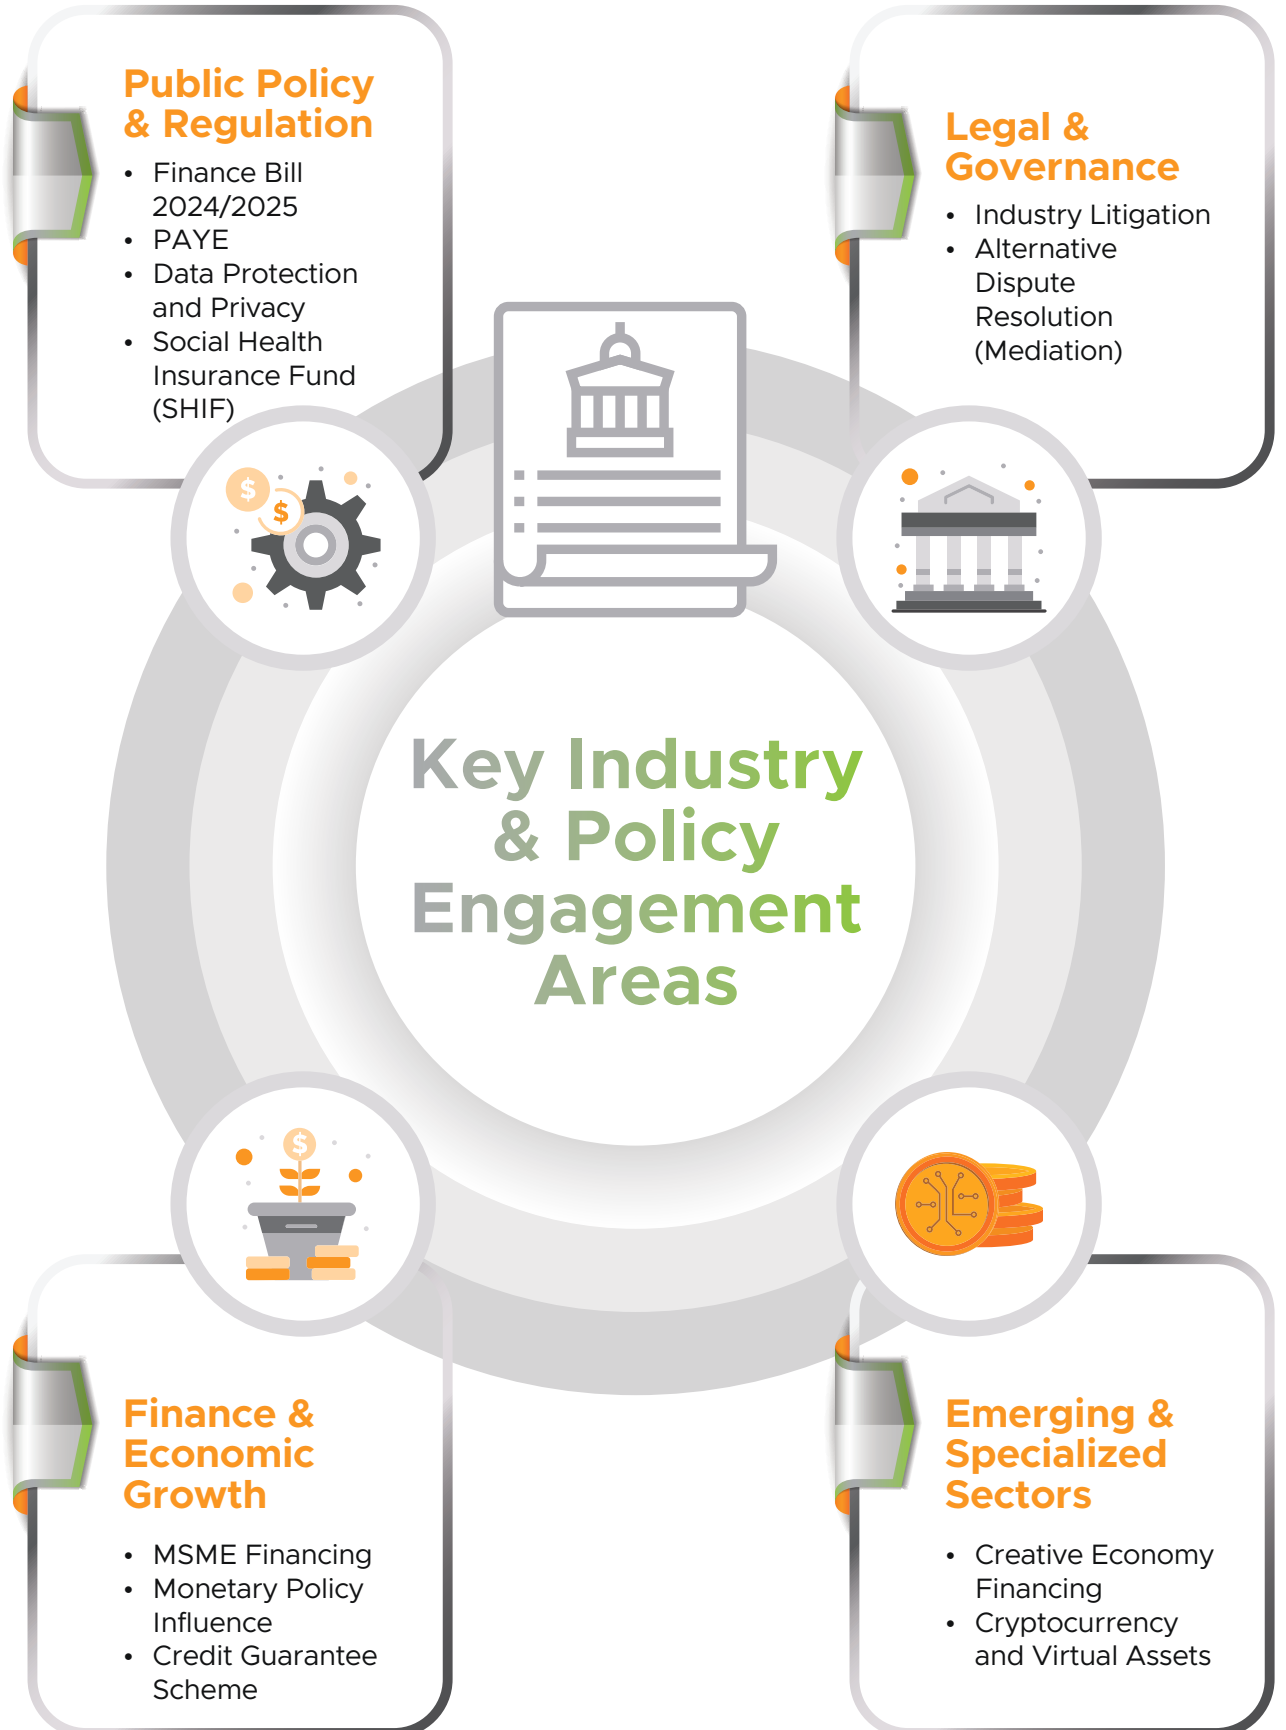 Public Policy
& Regulation
• Finance Bill
2024/2025
• PAYE
• Data Protection
and Privacy
• Social Health
Insurance Fund
(SHIF)
Legal &
Governance
• Industry Litigation
• Alternative
Dispute
Resolution
(Mediation)
$
$
Key Industry
& Policy
Engagement
Areas
$
Finance &
Economic
Growth
• MSME Financing
• Monetary Policy
Influence
• Credit Guarantee
Scheme
Emerging &
Specialized
Sectors
• Creative Economy
Financing
• Cryptocurrency
and Virtual Assets